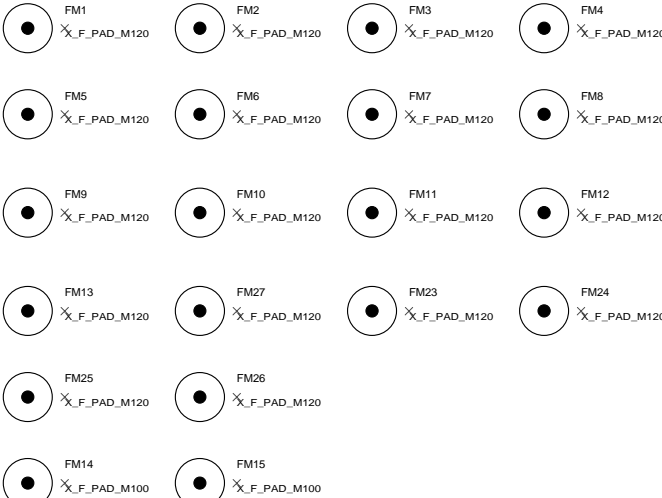 FM1
X_F_PAD_M120
FM2
X_F_PAD_M120
FM3
X_F_PAD_M120
FM4
X_F_PAD_M120
FM5
X_F_PAD_M120
FM6
X_F_PAD_M120
FM7
X_F_PAD_M120
FM8
X_F_PAD_M120
FM9
X_F_PAD_M120
FM10
X_F_PAD_M120
FM11
X_F_PAD_M120
FM12
X_F_PAD_M120
FM13
X_F_PAD_M120
FM27
X_F_PAD_M120
FM23
X_F_PAD_M120
FM24
X_F_PAD_M120
FM25
X_F_PAD_M120
FM26
X_F_PAD_M120
FM14
X_F_PAD_M100
FM15
X_F_PAD_M100